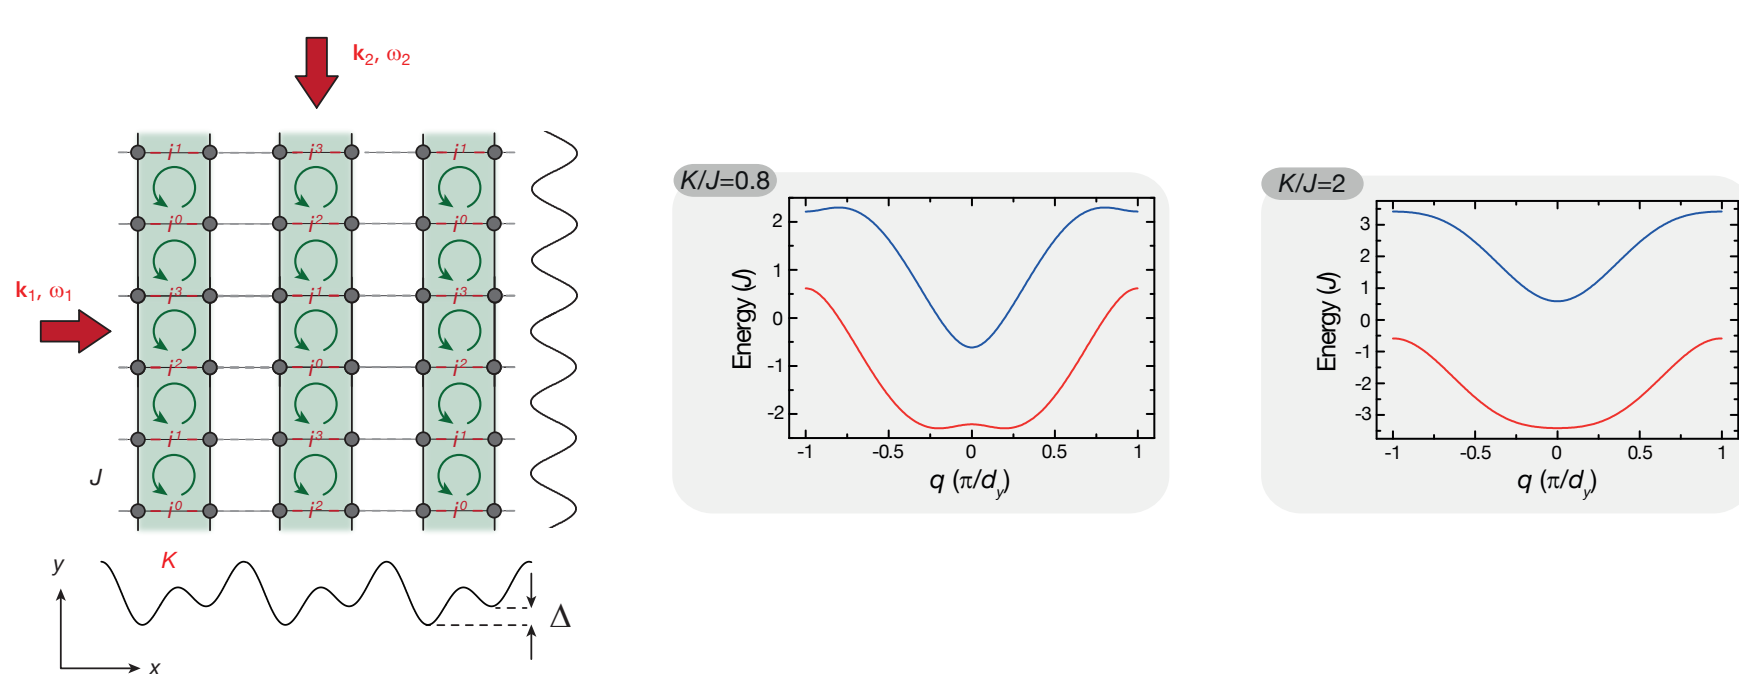 k₂, ω₂
i¹ i³ i¹
i⁰ i² i⁰
k₁, ω₁
i³ i¹ i³
i² i⁰ i²
i¹ i³ i¹
J
i⁰ i² i⁰
K
y
Δ
x
K/J=0.8
2
1
0
-1
-2
Energy (J)
-1 -0.5 0 0.5 1
q (π/d_y)
K/J=2
3
2
1
0
-1
-2
-3
Energy (J)
-1 -0.5 0 0.5 1
q (π/d_y)